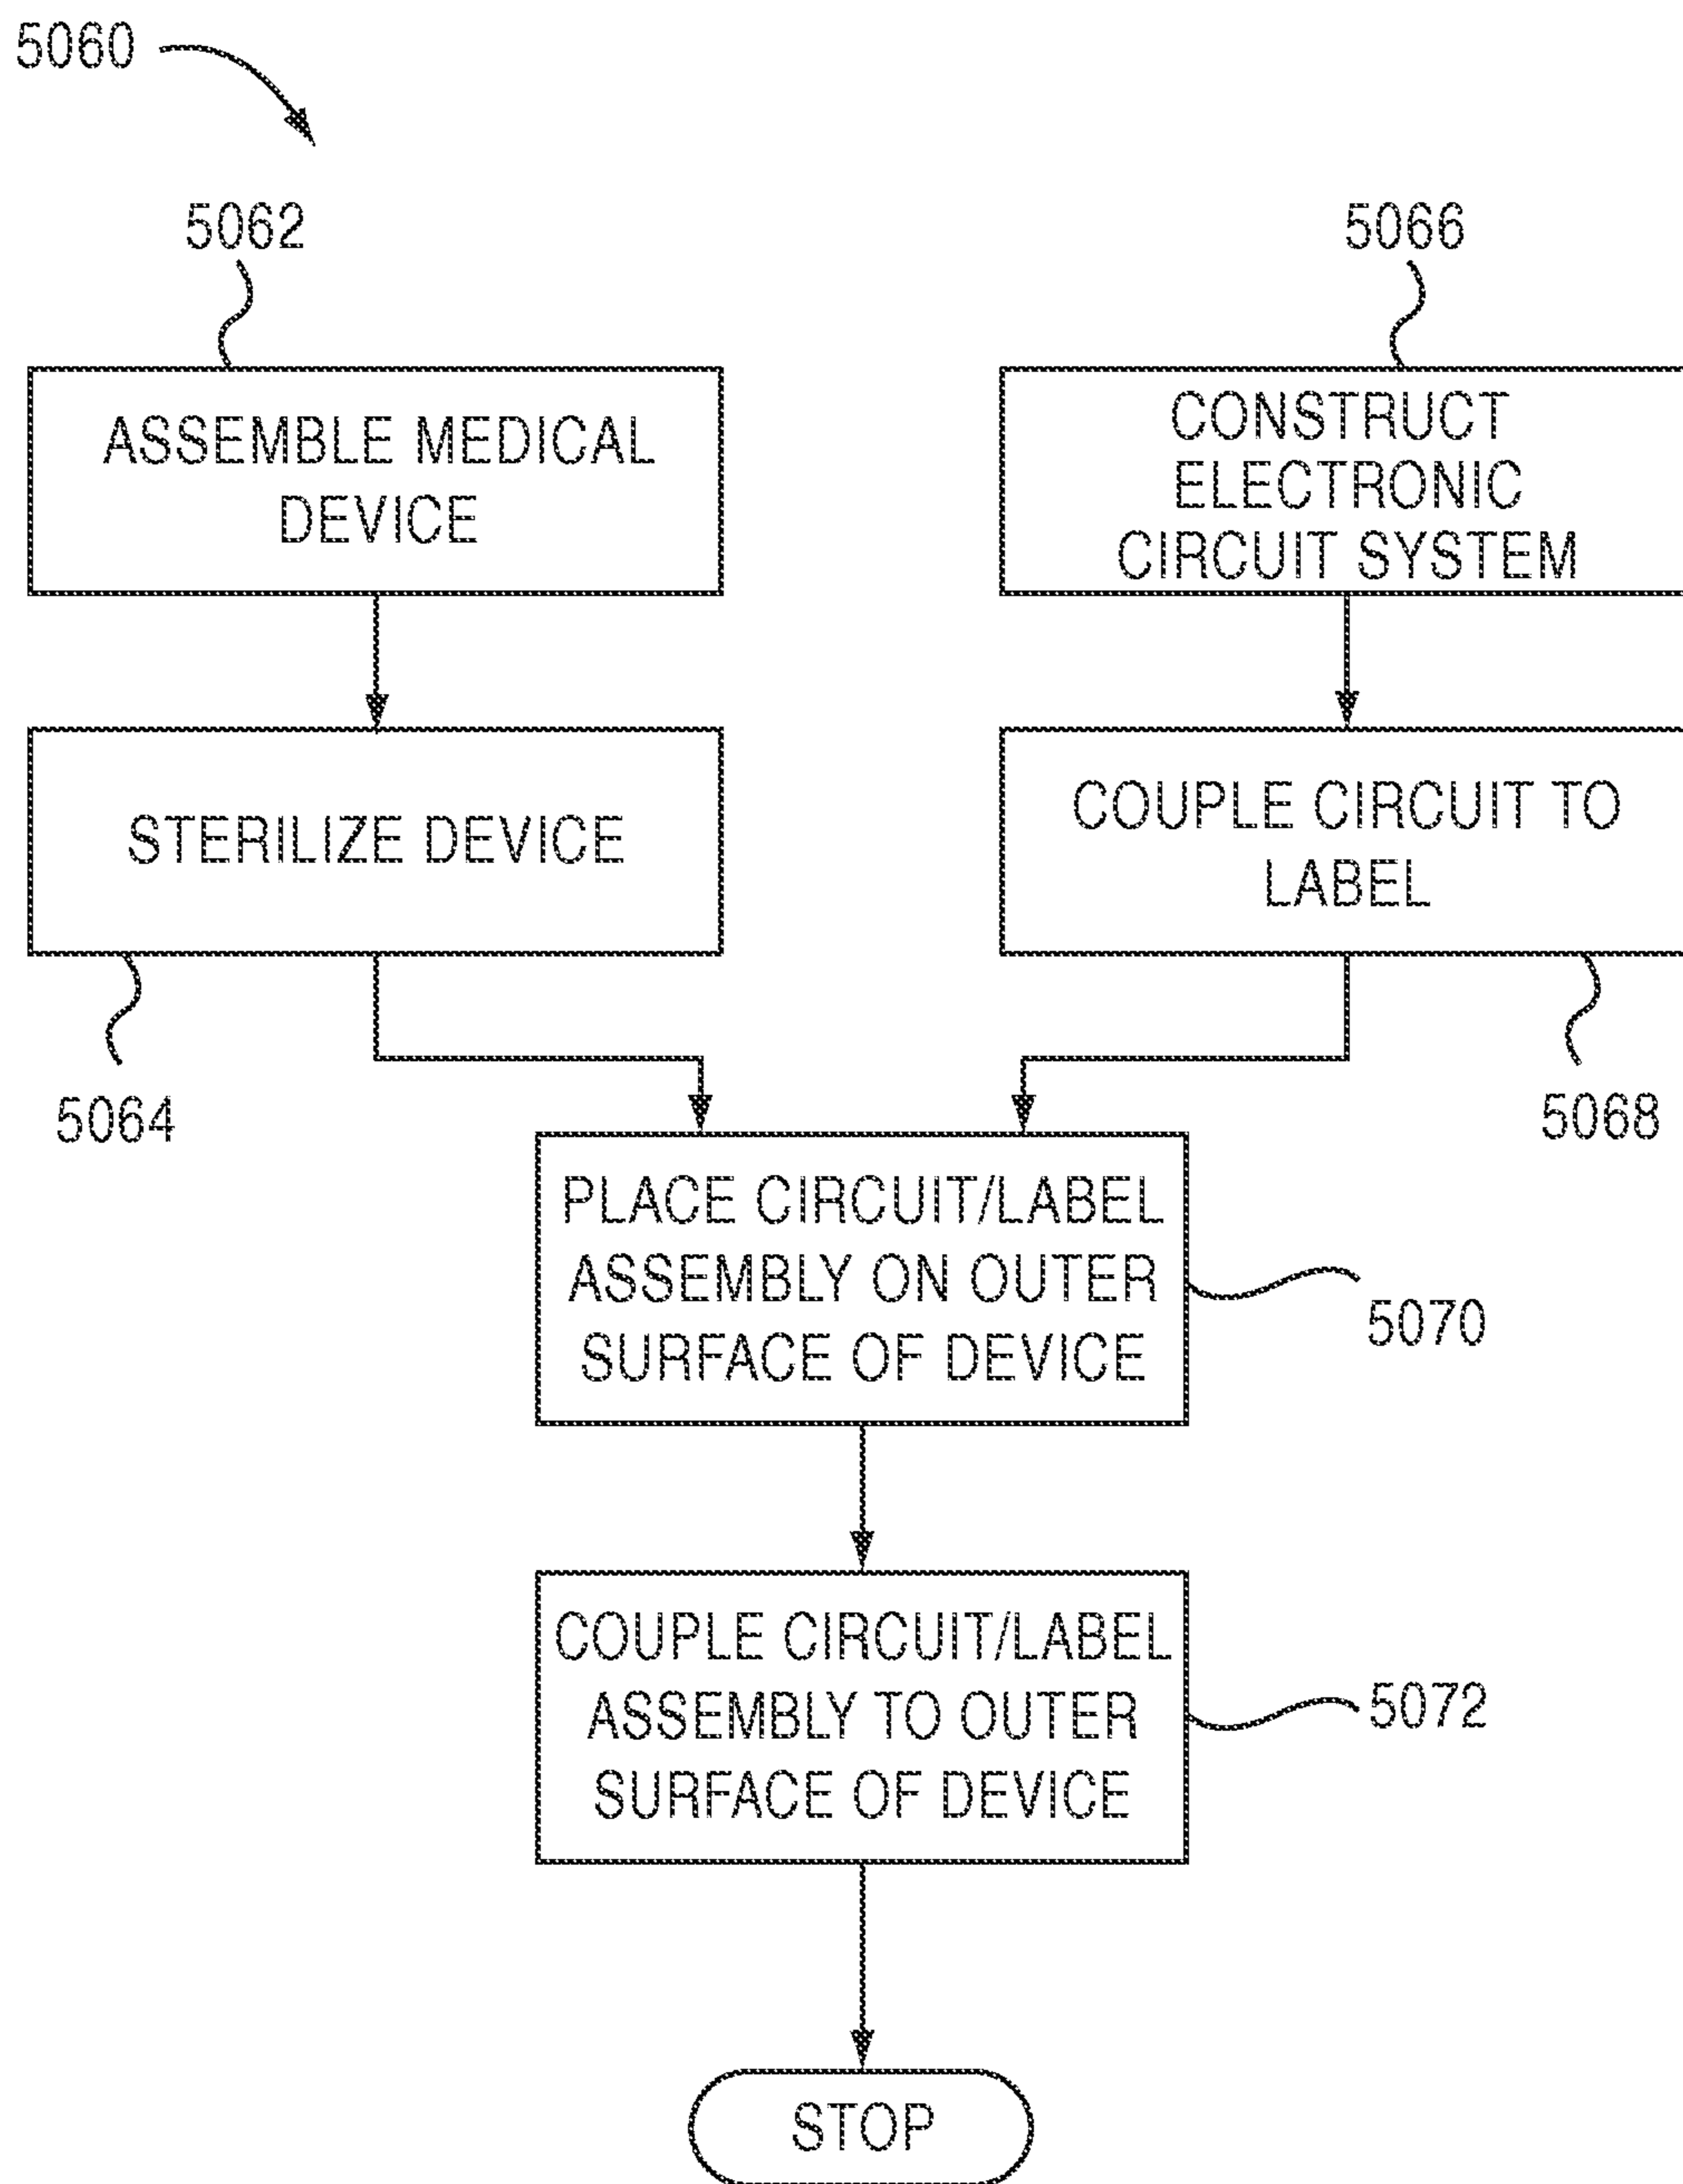 5060
5062
5066
ASSEMBLE MEDICAL
DEVICE
CONSTRUCT
ELECTRONIC
CIRCUIT SYSTEM
STERILIZE DEVICE
COUPLE CIRCUIT TO
LABEL
5064
5068
PLACE CIRCUIT/LABEL
ASSEMBLY ON OUTER
SURFACE OF DEVICE
5070
COUPLE CIRCUIT/LABEL
ASSEMBLY TO OUTER
SURFACE OF DEVICE
5072
STOP